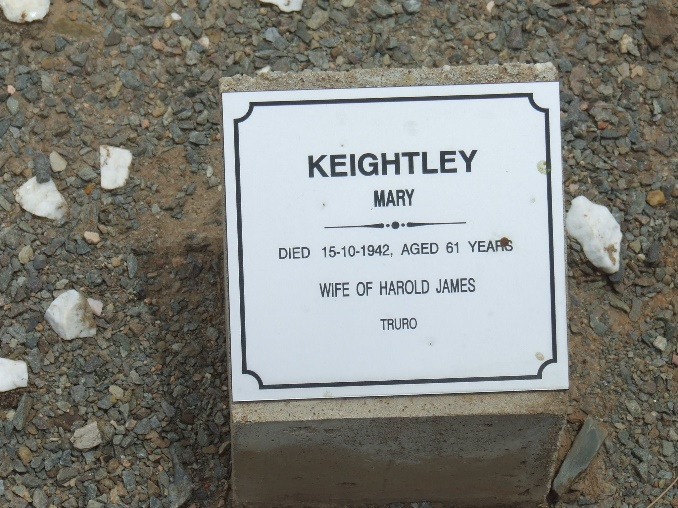 KEIGHTLEY
MARY
DIED 15-10-1942, AGED 61 YEARS
WIFE OF HAROLD JAMES
TRURO